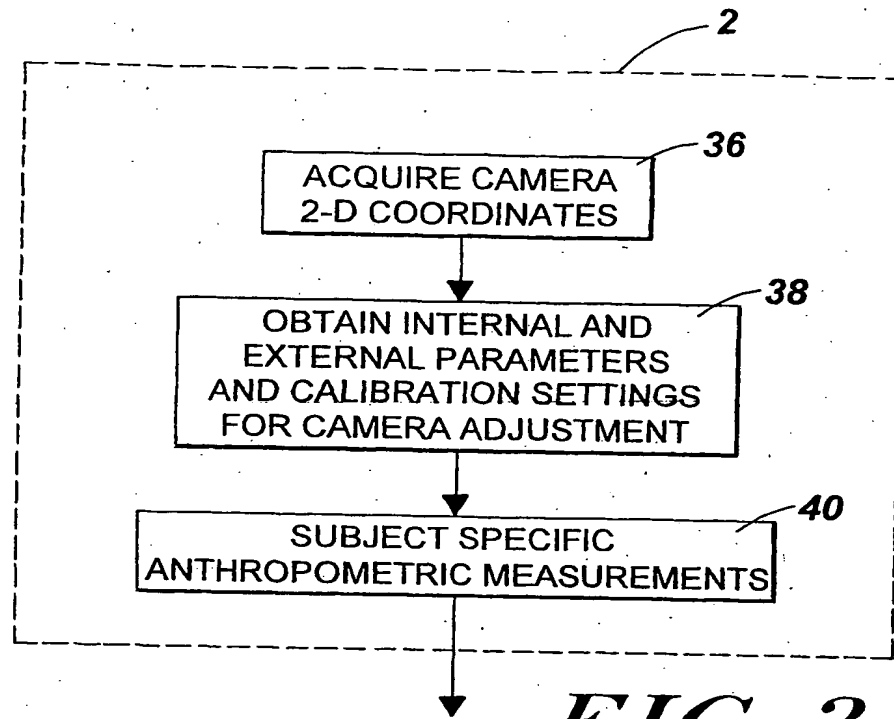 2
36
ACQUIRE CAMERA
2-D COORDINATES
38
OBTAIN INTERNAL AND
EXTERNAL PARAMETERS
AND CALIBRATION SETTINGS
FOR CAMERA ADJUSTMENT
40
SUBJECT SPECIFIC
ANTHROPOMETRIC MEASUREMENTS